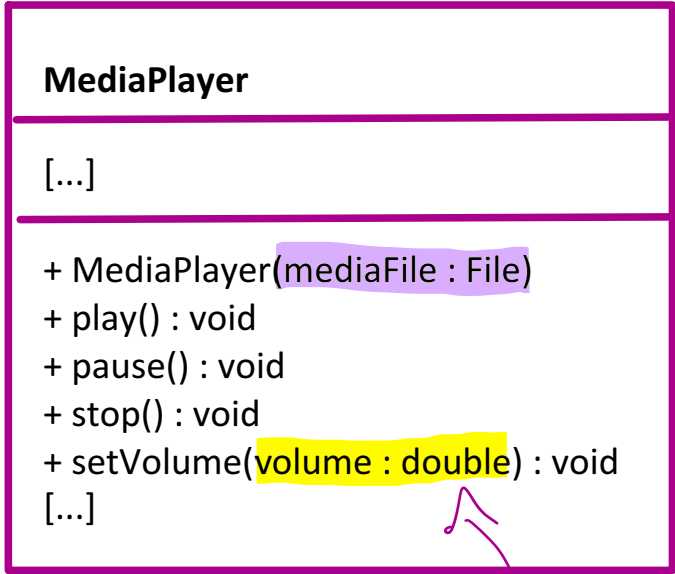 MediaPlayer
[...]
+ MediaPlayer(mediaFile : File)
+ play() : void
+ pause() : void
+ stop() : void
+ setVolume(volume : double) : void
[...]